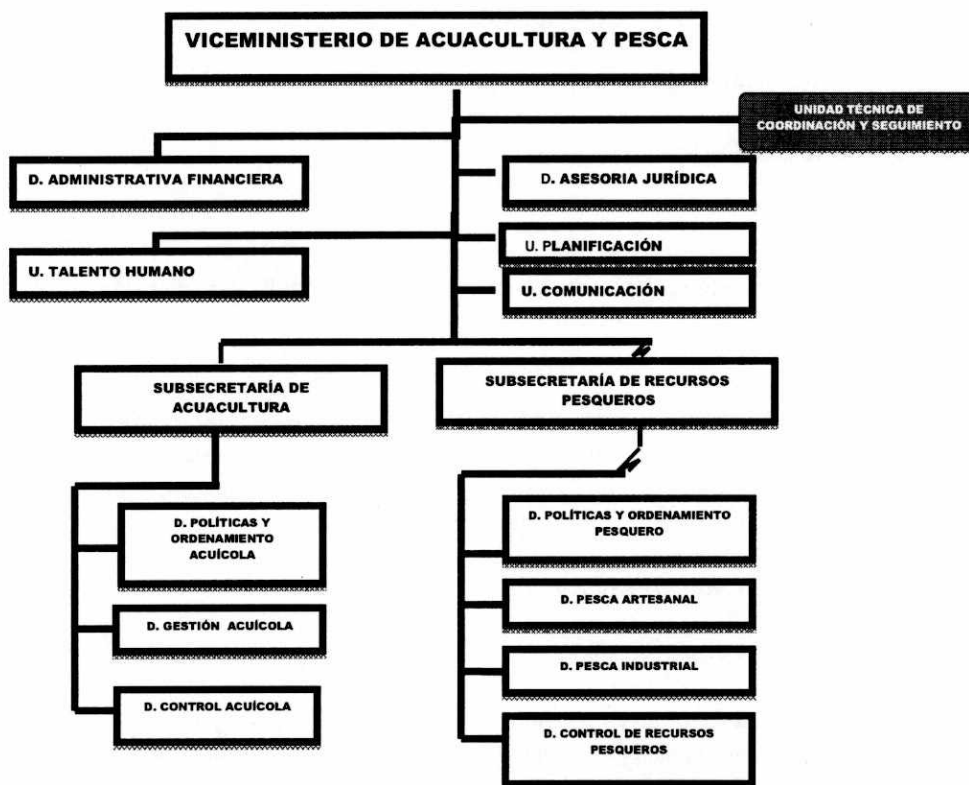 VICEMINISTERIO DE ACUACULTURA Y PESCA
UNIDAD TÉCNICA DE
COORDINACIÓN Y SEGUIMIENTO
D. ADMINISTRATIVA FINANCIERA
D. ASESORIA JURÍDICA
U. TALENTO HUMANO
U. PLANIFICACIÓN
U. COMUNICACIÓN
SUBSECRETARÍA DE
ACUACULTURA
D. POLÍTICAS Y
ORDENAMIENTO
ACUÍCOLA
D. GESTIÓN ACUÍCOLA
D. CONTROL ACUÍCOLA
SUBSECRETARÍA DE RECURSOS
PESQUEROS
D. POLÍTICAS Y ORDENAMIENTO
PESQUERO
D. PESCA ARTESANAL
D. PESCA INDUSTRIAL
D. CONTROL DE RECURSOS
PESQUEROS